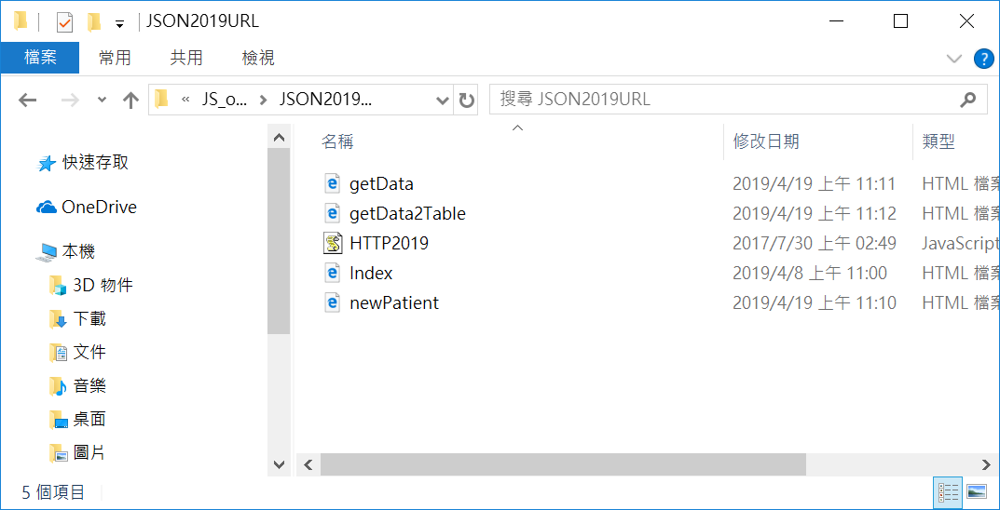 JSON2019URL
檔案 常用 共用 檢視 ?
« JS_o... JSON2019... 搜尋 JSON2019URL
快速存取
OneDrive
本機
3D 物件
下載
文件
音樂
桌面
圖片
名稱 修改日期 類型
getData 2019/4/19 上午 11:11 HTML 檔案
getData2Table 2019/4/19 上午 11:12 HTML 檔案
HTTP2019 2017/7/30 上午 02:49 JavaScript
Index 2019/4/8 上午 11:00 HTML 檔案
newPatient 2019/4/19 上午 11:10 HTML 檔案
5 個項目